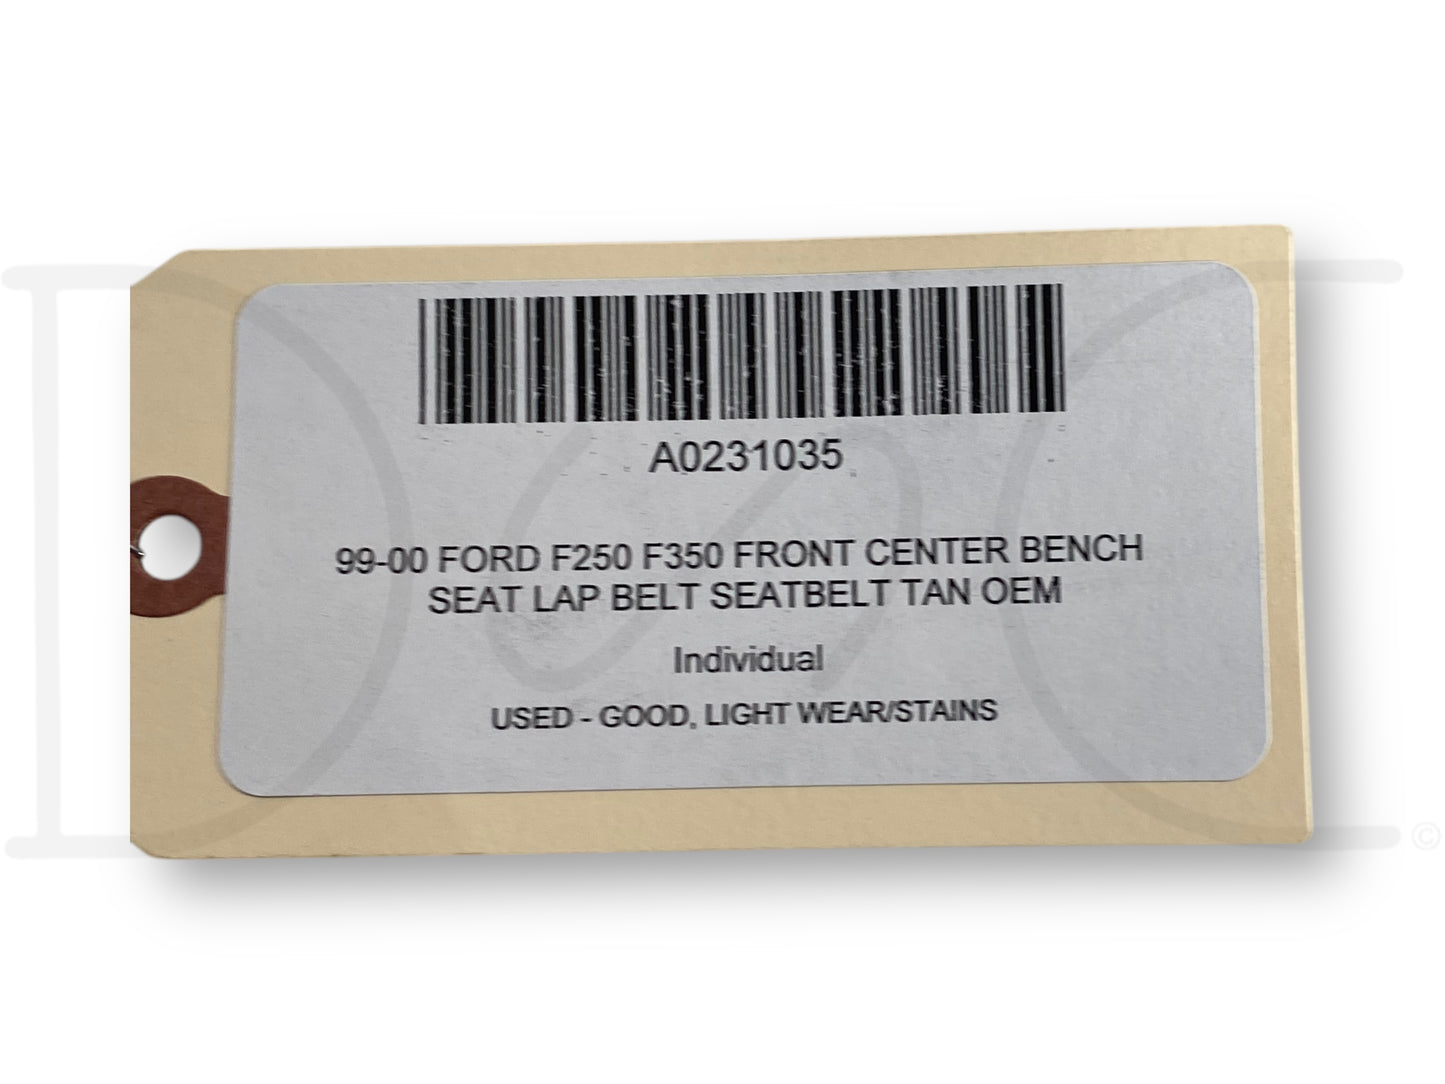 A0231035
99-00 FORD F250 F350 FRONT CENTER BENCH
SEAT LAP BELT SEATBELT TAN OEM
Individual
USED - GOOD, LIGHT WEAR/STAINS
©